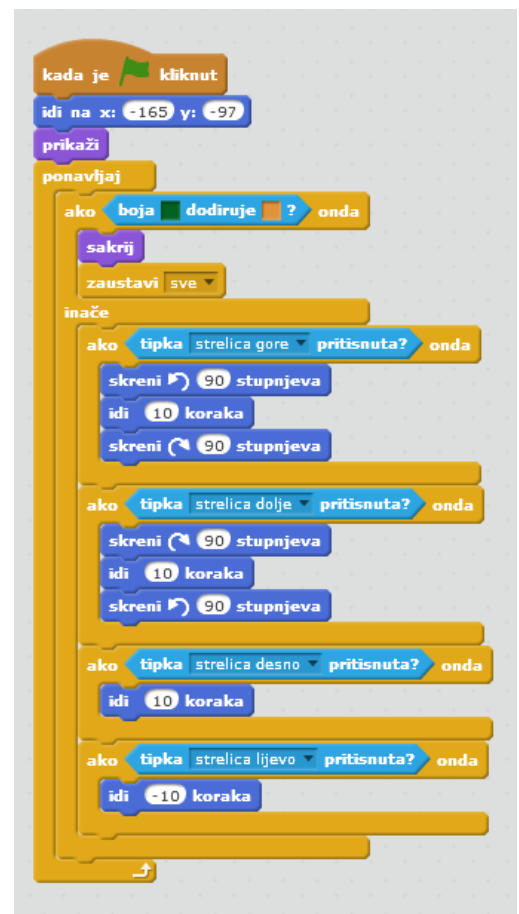 kada je kliknut
idi na x: -165 y: -97
prikaži
ponavljaj
ako boja dodiruje ? onda
sakrij
zaustavi sve
inače
ako tipka strelica gore pritisnuta? onda
skreni 90 stupnjeva
idi 10 koraka
skreni 90 stupnjeva
ako tipka strelica dolje pritisnuta? onda
skreni 90 stupnjeva
idi 10 koraka
skreni 90 stupnjeva
ako tipka strelica desno pritisnuta? onda
idi 10 koraka
ako tipka strelica lijevo pritisnuta? onda
idi -10 koraka